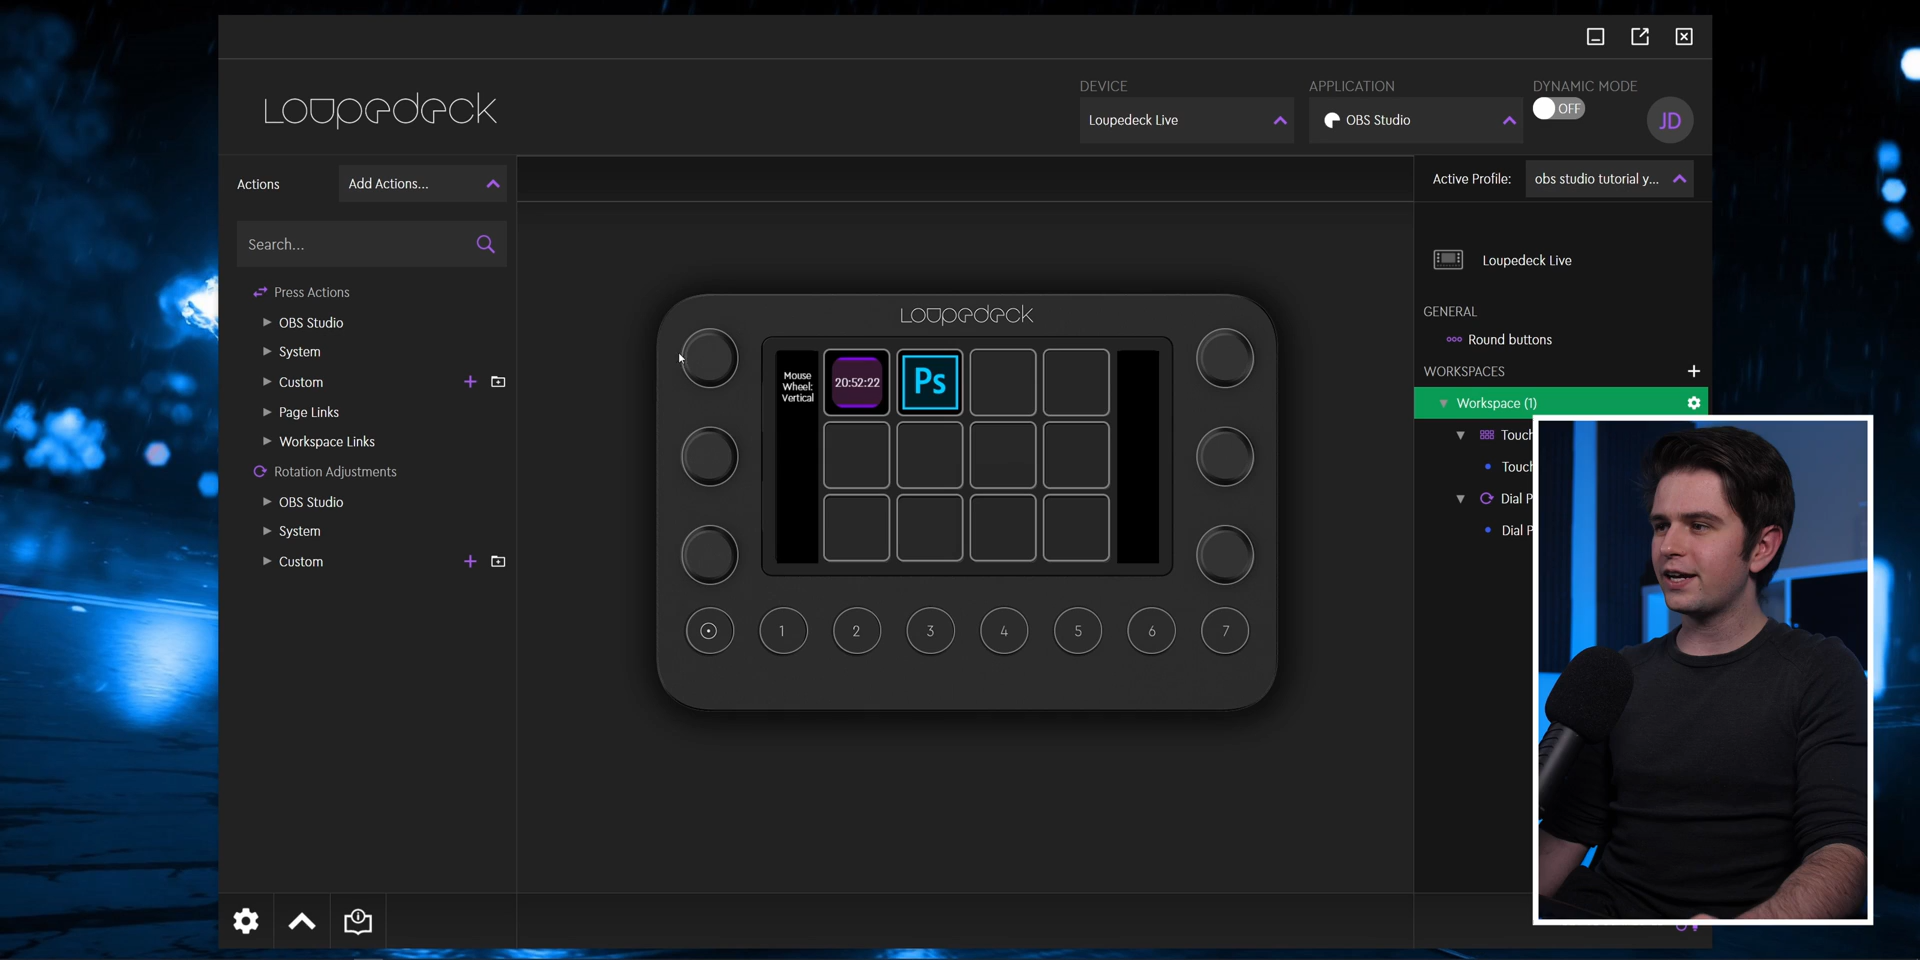 DEVICE
APPLICATION
DYNAMIC MODE
Loupedeck
Loupedeck Live
OBS Studio
OFF
JD
Actions
Add Actions...
Active Profile:
obs studio tutorial y...
Search...
Press Actions
OBS Studio
System
Custom
Page Links
Workspace Links
Rotation Adjustments
OBS Studio
System
Custom
Loupedeck
Mouse
Wheel:
Vertical
20:52:22
Ps
1
2
3
4
5
6
7
Loupedeck Live
GENERAL
Round buttons
WORKSPACES
Workspace (1)
Touch
Touch
Dial P
Dial P